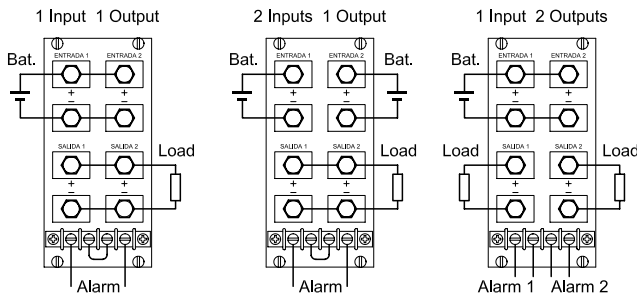 1 Input 1 Output
Bat.
ENTRADA 1 ENTRADA 2
+ +
– –
SALIDA 1 SALIDA 2
Load
+ +
– –
Alarm
2 Inputs 1 Output
Bat. Bat.
ENTRADA 1 ENTRADA 2
+ +
– –
SALIDA 1 SALIDA 2
Load
+ +
– –
Alarm
1 Input 2 Outputs
Bat.
ENTRADA 1 ENTRADA 2
+ +
– –
SALIDA 1 SALIDA 2
Load Load
+ +
– –
Alarm 1 Alarm 2